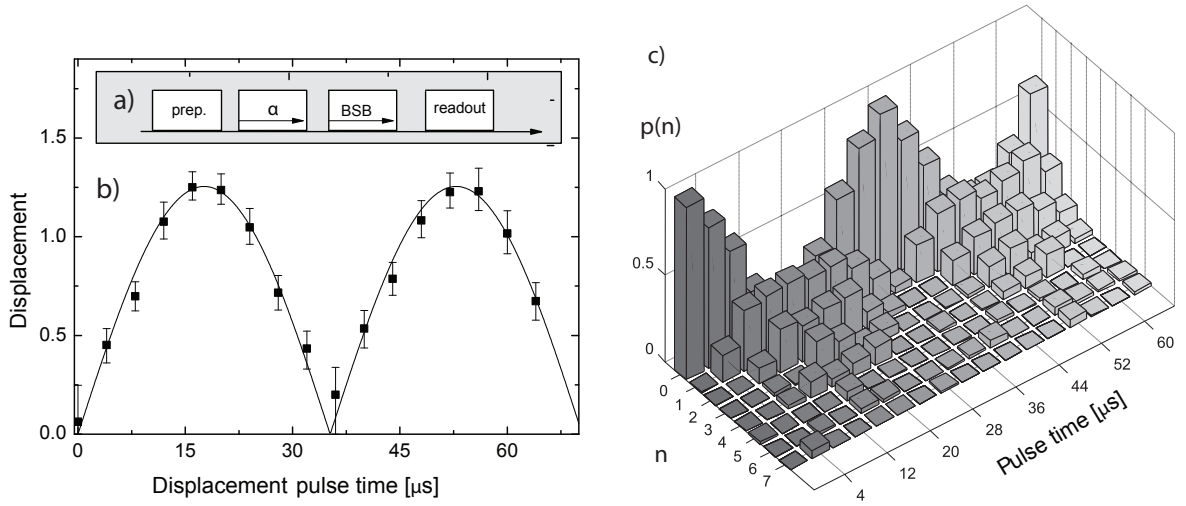 a)
prep.
α
BSB
readout
b)
1.5
1.0
0.5
0.0
Displacement
0
15
30
45
60
Displacement pulse time [µs]
c)
p(n)
1
0.5
0
0
1
2
3
4
5
6
7
n
4
12
20
28
36
44
52
60
Pulse time [µs]